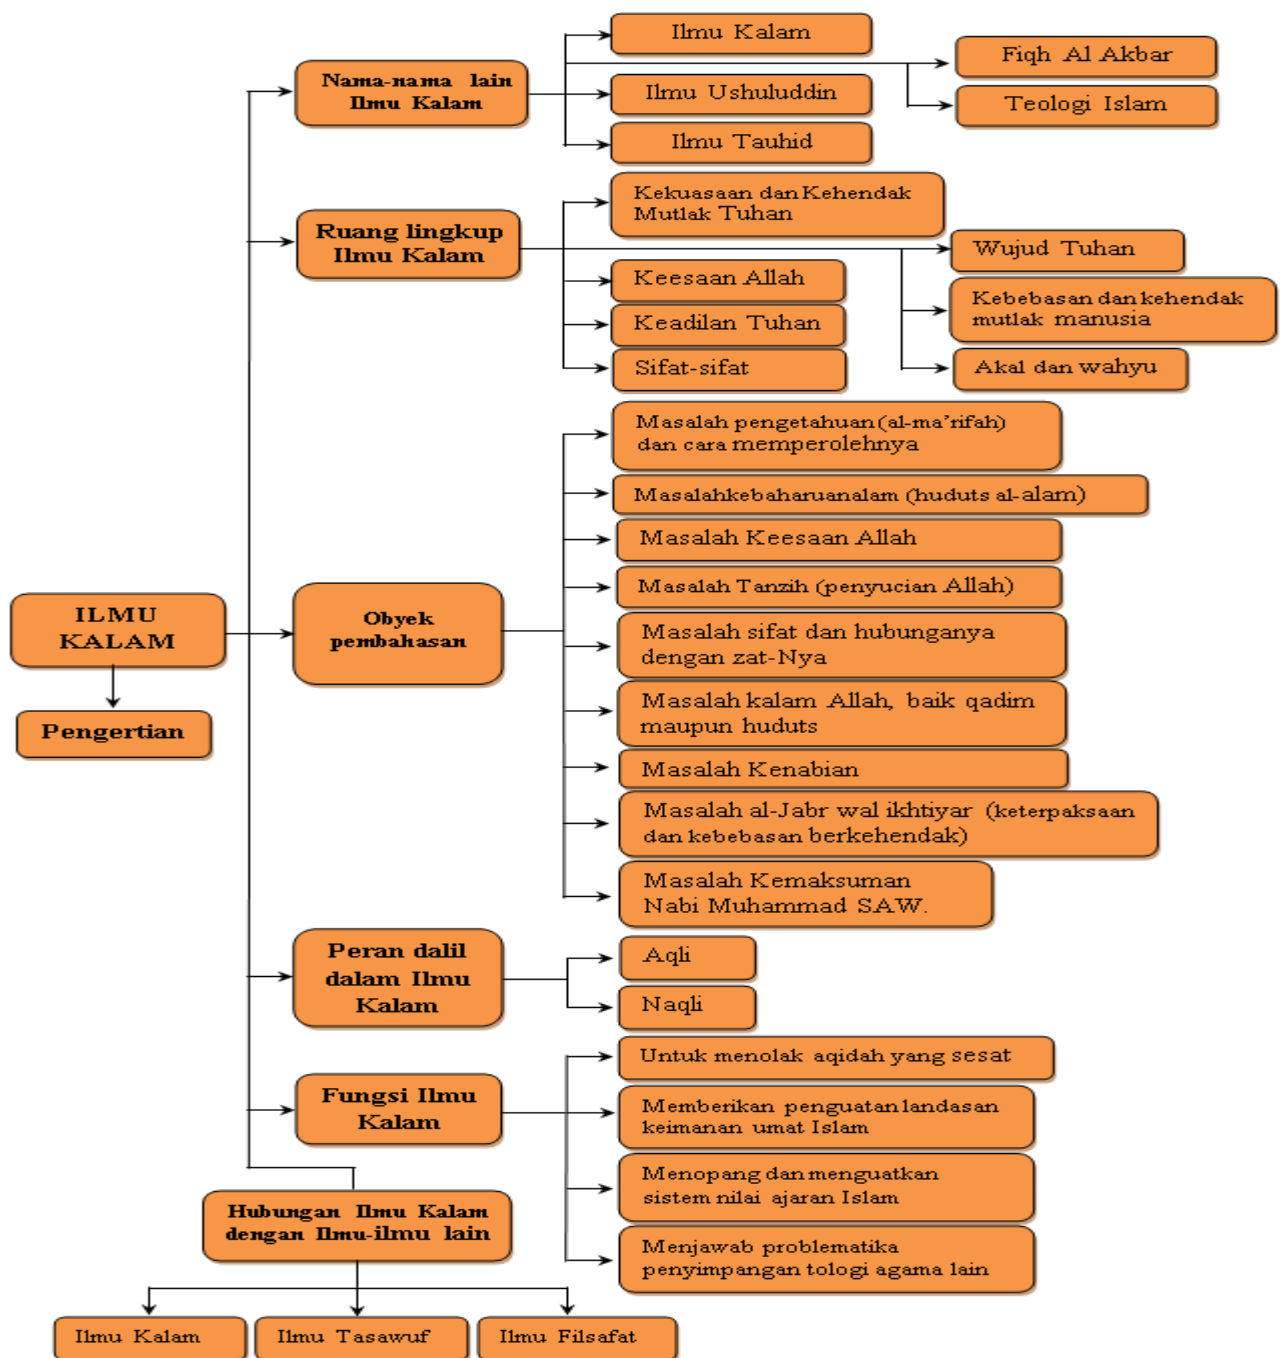 ILMU
KALAM
Pengertian
Nama-nama lain
Ilmu Kalam
Ilmu Kalam
Fiqh Al Akbar
Ilmu Ushuluddin
Teologi Islam
Ilmu Tauhid
Ruang lingkup
Ilmu Kalam
Kekuasaan dan Kehendak
Mutlak Tuhan
Wujud Tuhan
Keesaan Allah
Kebebasan dan kehendak
mutlak manusia
Keadilan Tuhan
Sifat-sifat
Akal dan wahyu
Obyek
pembahasan
Masalah pengetahuan (al-ma'rifah)
dan cara memperolehnya
Masalahkebaharuanalam (huduts al-alam)
Masalah Keesaan Allah
Masalah Tanzih (penyucian Allah)
Masalah sifat dan hubunganya
dengan zat-Nya
Masalah kalam Allah, baik qadim
maupun huduts
Masalah Kenabian
Masalah al-Jabr wal ikhtiyar (keterpaksaan
dan kebebasan berkehendak)
Masalah Kemaksuman
Nabi Muhammad SAW.
Peran dalil
dalam Ilmu
Kalam
Aqli
Naqli
Fungsi Ilmu
Kalam
Untuk menolak aqidah yang sesat
Memberikan penguatan landasan
keimanan umat Islam
Menopang dan menguatkan
sistem nilai ajaran Islam
Menjawab problematika
penyimpangan tologi agama lain
Hubungan Ilmu Kalam
dengan Ilmu-ilmu lain
Ilmu Kalam
Ilmu Tasawuf
Ilmu Filsafat